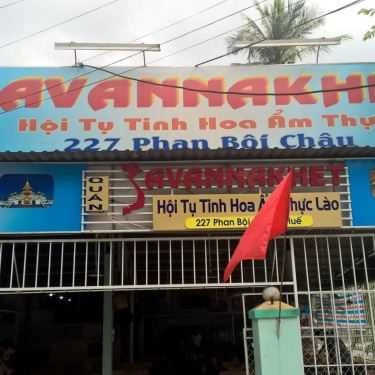 AVANNAKHE
Hội Tụ Tinh Hoa Ẩm Thự
227 Phan Bội Châu
QUÁN
SAVANNAKHET
Hội Tụ Tinh Hoa Ẩm Thực Lào
227 Phan Bội Huế